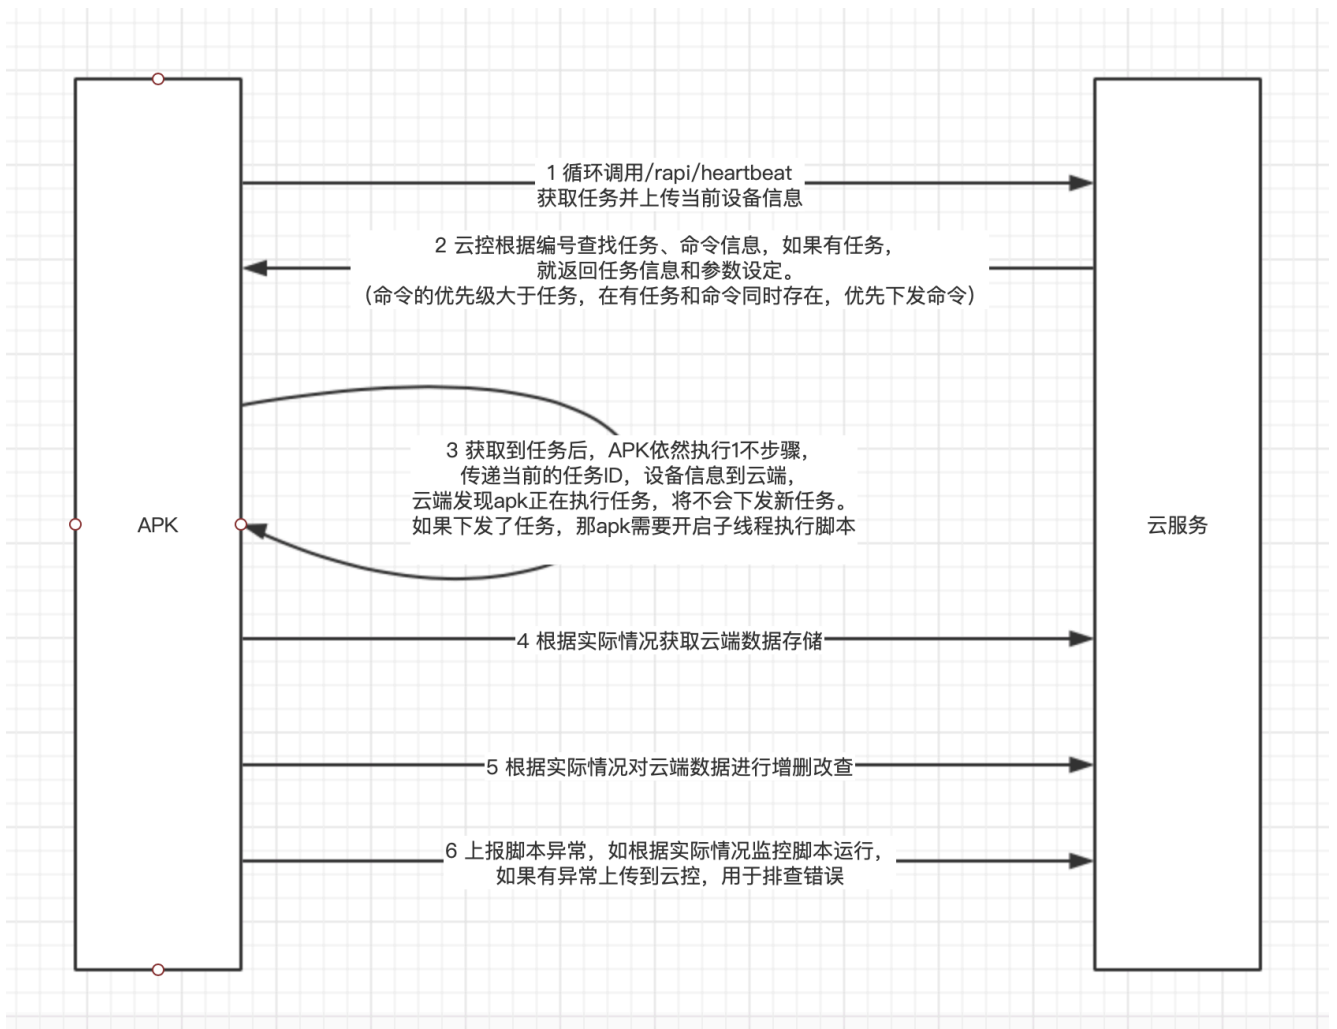 1 循环调用/rapi/heartbeat
获取任务并上传当前设备信息
2 云控根据编号查找任务、命令信息，如果有任务，
就返回任务信息和参数设定。
（命令的优先级大于任务，在有任务和命令同时存在，优先下发命令）
3 获取到任务后，APK依然执行1不步骤，
传递当前的任务ID，设备信息到云端，
云端发现apk正在执行任务，将不会下发新任务。
如果下发了任务，那apk需要开启子线程执行脚本
APK
云服务
4 根据实际情况获取云端数据存储
5 根据实际情况对云端数据进行增删改查
6 上报脚本异常，如根据实际情况监控脚本运行，
如果有异常上传到云控，用于排查错误